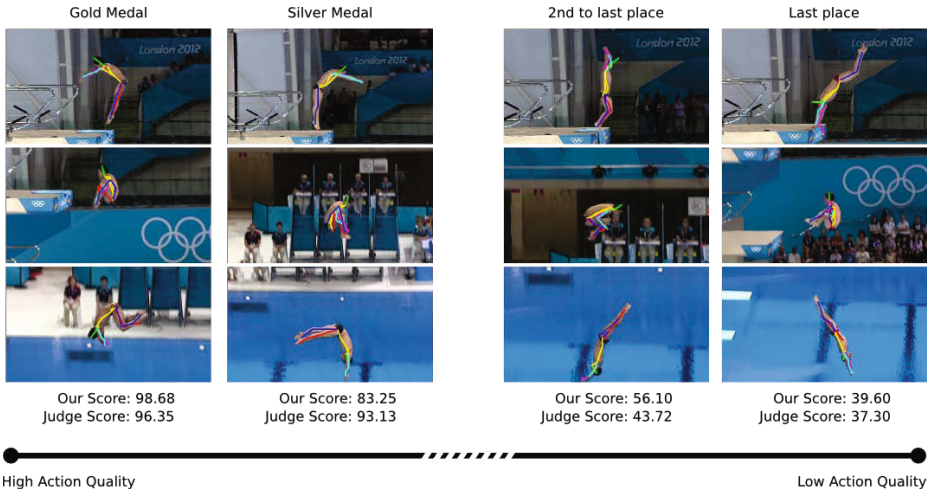 Gold Medal
Silver Medal
2nd to last place
Last place
London 2012
London 2012
London 2012
London 2012
Our Score: 98.68
Judge Score: 96.35
Our Score: 83.25
Judge Score: 93.13
Our Score: 56.10
Judge Score: 43.72
Our Score: 39.60
Judge Score: 37.30
High Action Quality
Low Action Quality